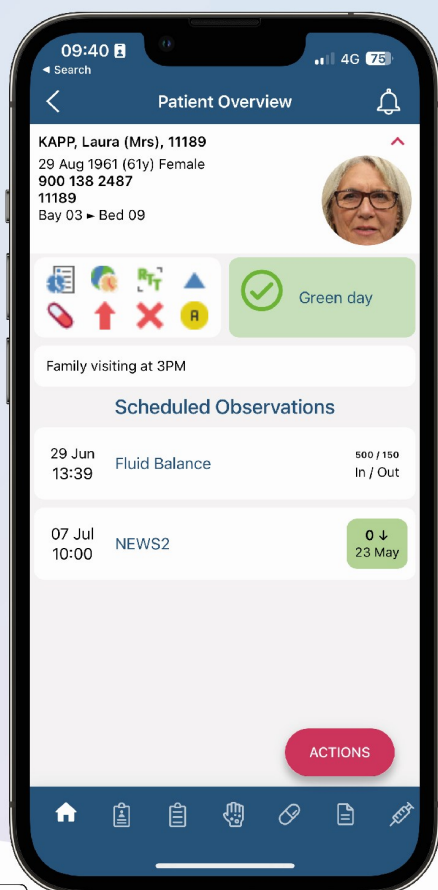 09:40
4G 75
◄ Search
Patient Overview
KAPP, Laura (Mrs), 11189
29 Aug 1961 (61y) Female
900 138 2487
11189
Bay 03 ► Bed 09
RTT
A
Green day
Family visiting at 3PM
Scheduled Observations
29 Jun
13:39
Fluid Balance
500 / 150
In / Out
07 Jul
10:00
NEWS2
0 ↓
23 May
ACTIONS